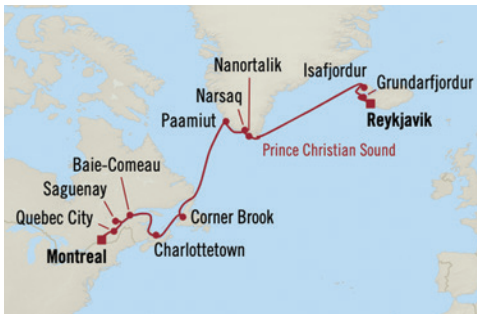 Nanortalik
Isafjordur
Narsaq
Grundarfjordur
Paamiut
Reykjavik
Prince Christian Sound
Baie-Comeau
Saguenay
Quebec City
Corner Brook
Montreal
Charlottetown